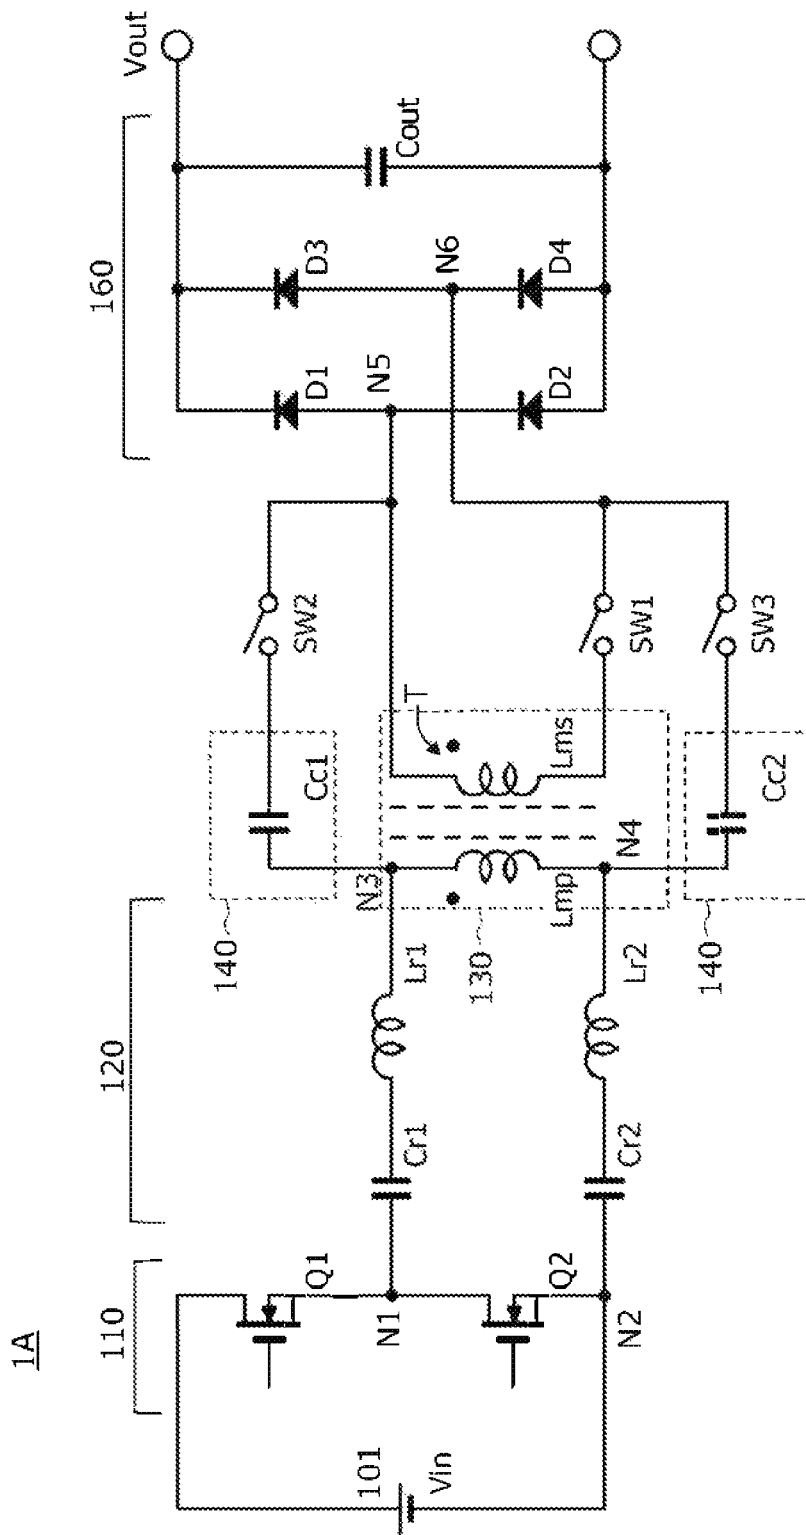 1A
110
120
160
101
Vin
Q1
N1
Q2
N2
Cr1
Lr1
Cr2
Lr2
140
Cc1
SW2
N3
T
130
Lmp
Lms
N4
SW1
140
Cc2
SW3
N5
N6
D1
D3
D2
D4
Cout
Vout